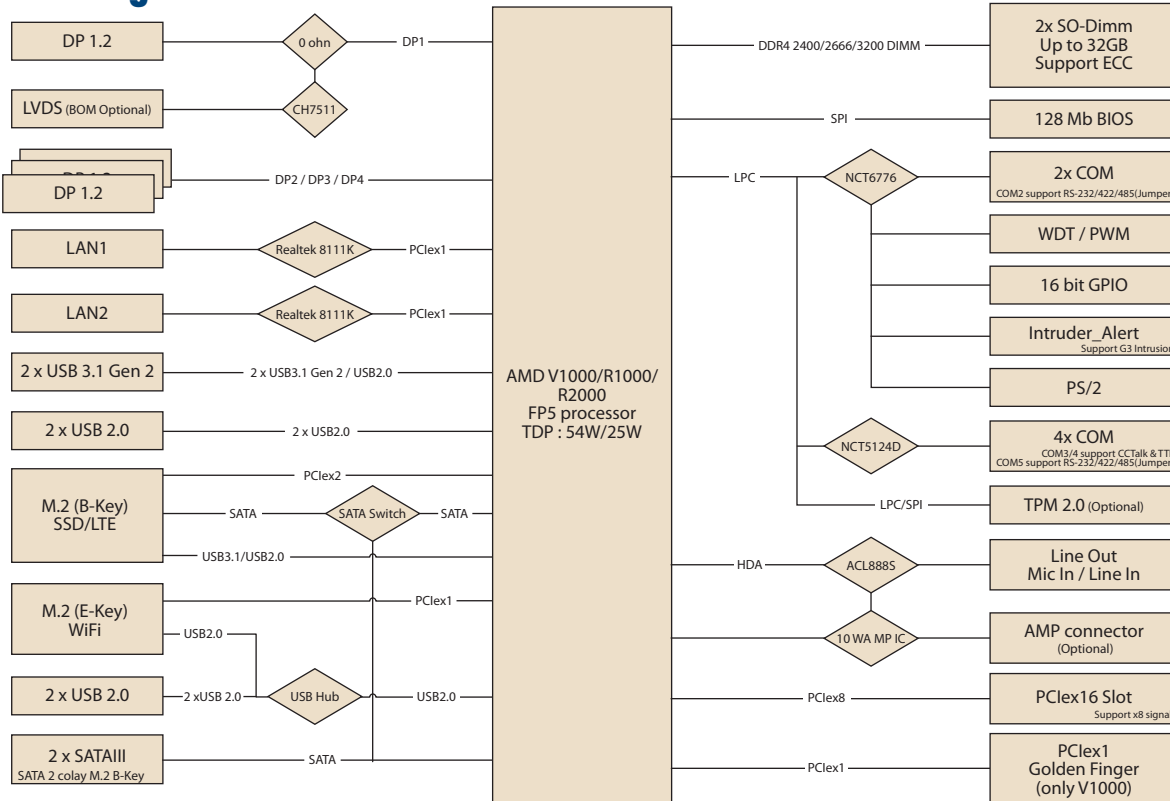 DP 1.2
0 ohn
DP1
LVDS (BOM Optional)
CH7511
DP 1.2
DP2 / DP3 / DP4
LAN1
Realtek 8111K
PCIex1
LAN2
Realtek 8111K
PCIex1
2 x USB 3.1 Gen 2
2 x USB3.1 Gen 2 / USB2.0
2 x USB 2.0
2 x USB2.0
M.2 (B-Key)
SSD/LTE
PCIex2
SATA
SATA Switch
SATA
USB3.1/USB2.0
M.2 (E-Key)
WiFi
PCIex1
USB2.0
2 x USB 2.0
2 xUSB 2.0
USB Hub
USB2.0
2 x SATAIII
SATA 2 colay M.2 B-Key
SATA
AMD V1000/R1000/
R2000
FP5 processor
TDP : 54W/25W
DDR4 2400/2666/3200 DIMM
2x SO-Dimm
Up to 32GB
Support ECC
SPI
128 Mb BIOS
LPC
NCT6776
2x COM
COM2 support RS-232/422/485(Jumper
WDT / PWM
16 bit GPIO
Intruder_Alert
Support G3 Intrusion
PS/2
NCT5124D
4x COM
COM3/4 support CCTalk & TT
COM5 support RS-232/422/485(Jumper
LPC/SPI
TPM 2.0 (Optional)
HDA
ACL888S
Line Out
Mic In / Line In
10 WA MP IC
AMP connector
(Optional)
PCIex8
PCIex16 Slot
Support x8 signal
PCIex1
PCIex1
Golden Finger
(only V1000)